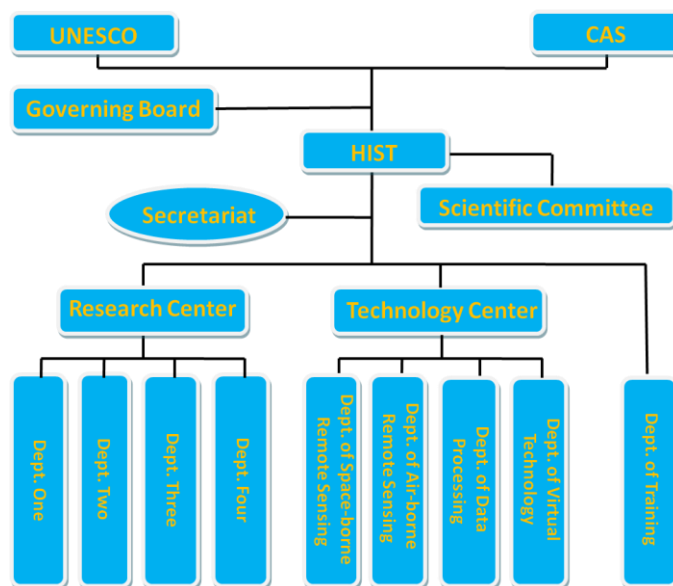 UNESCO
CAS
Governing Board
HIST
Secretariat
Scientific Committee
Research Center
Technology Center
Dept. One
Dept. Two
Dept. Three
Dept. Four
Dept. of Space-borne
Remote Sensing
Dept. of Air-borne
Remote Sensing
Dept. of Data
Processing
Dept. of Virtual
Technology
Dept. of Training